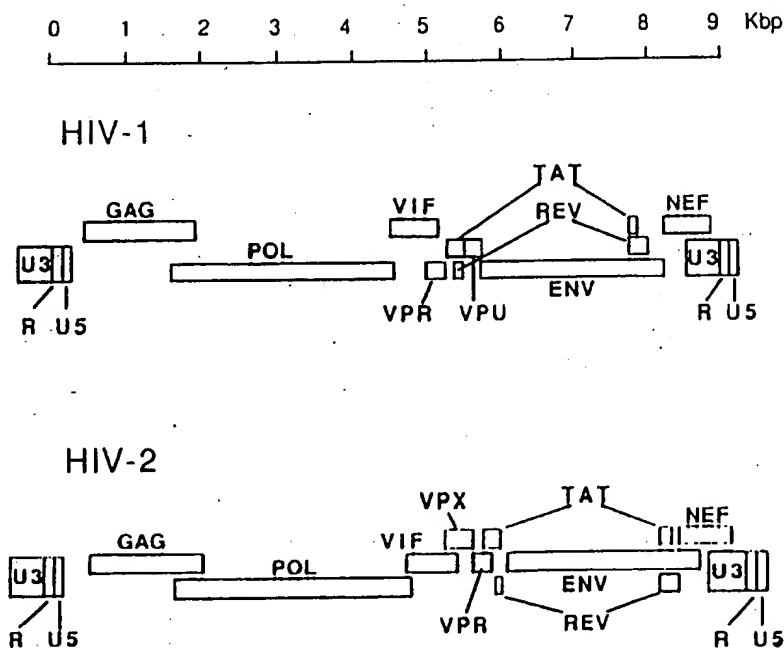 0 1 2 3 4 5 6 7 8 9 Kbp
HIV-1
TAT
GAG VIF REV NEF
U3 POL U3
ENV
R U5 VPR VPU R U5
HIV-2
VPX TAT NEF
GAG VIF
U3 POL ENV U3
VPR REV
R U5 R U5